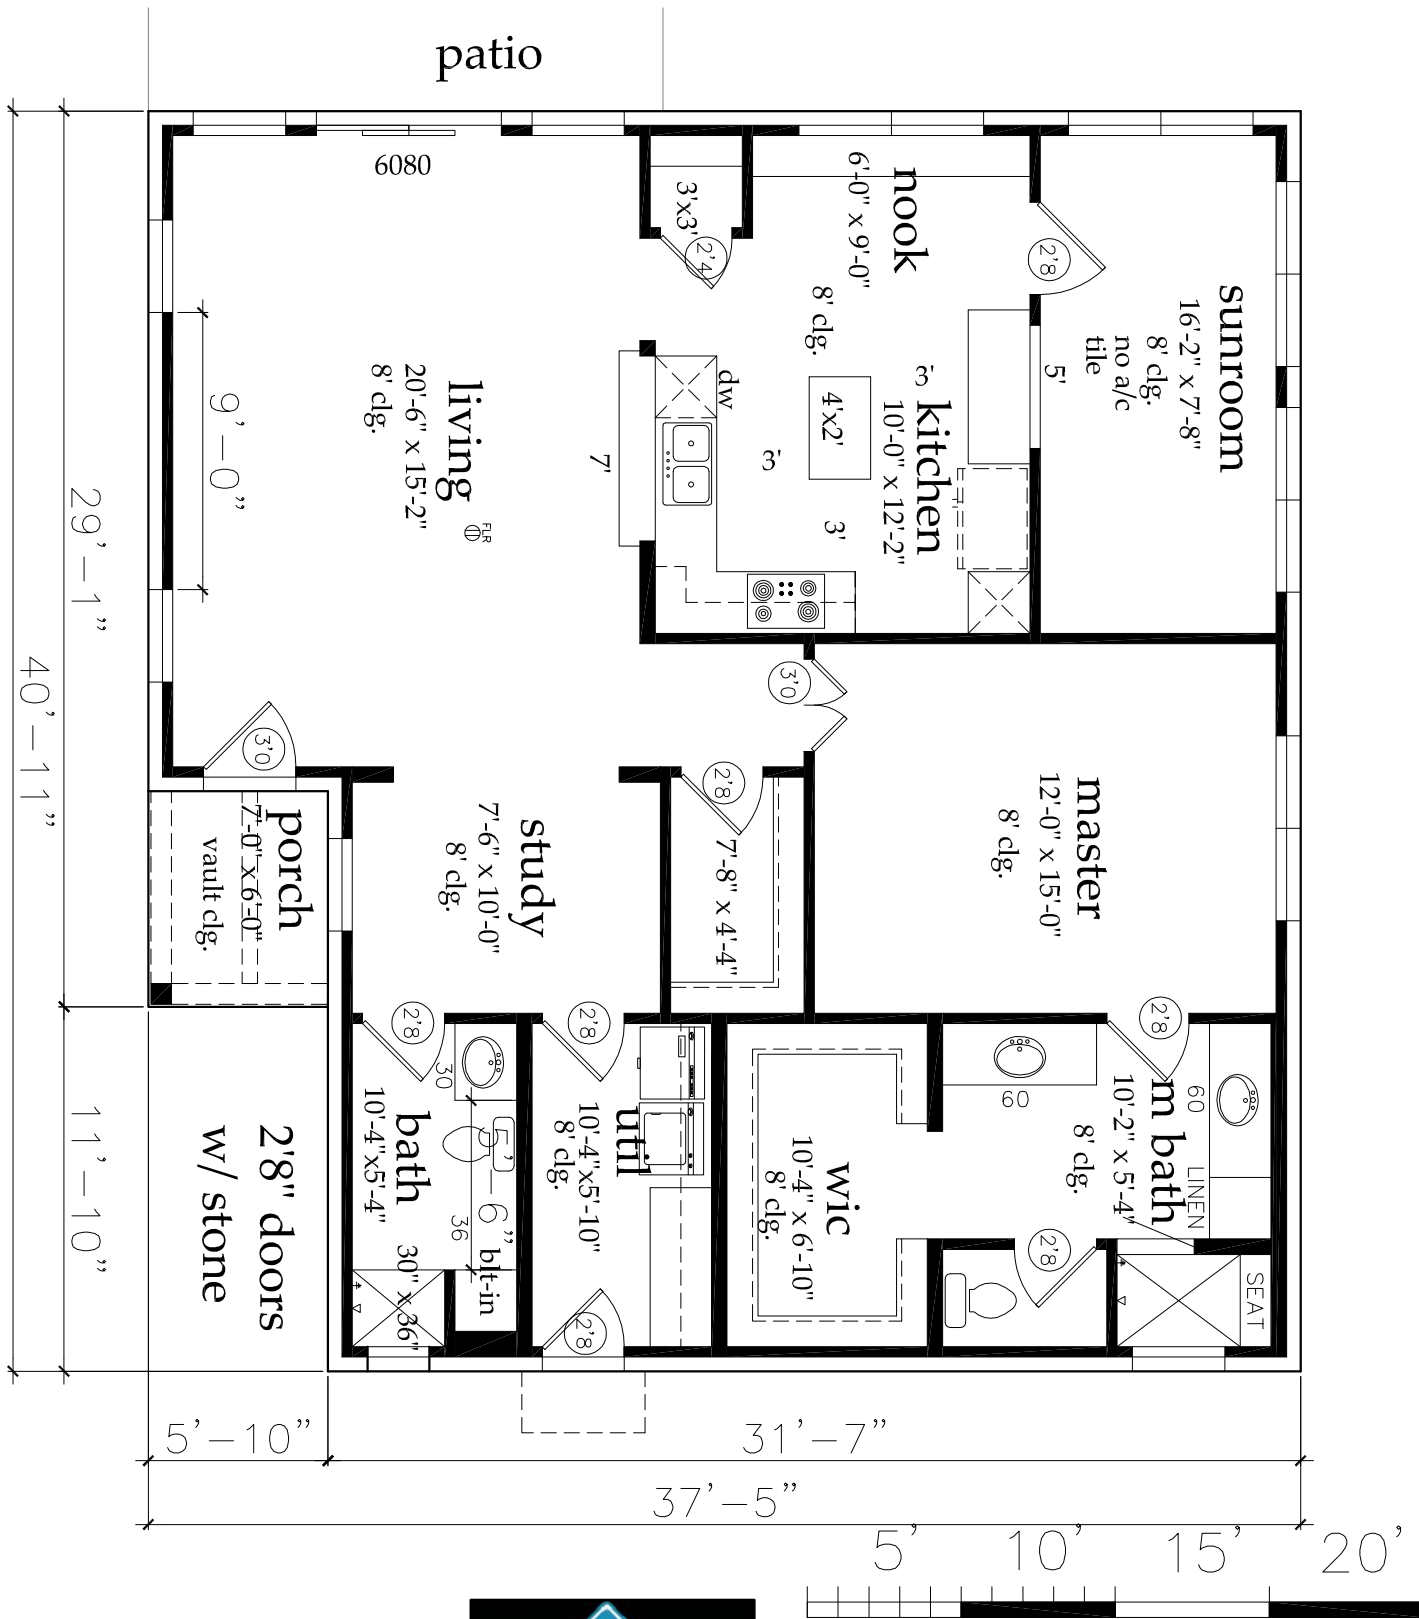 patio
6080
3'x3'
2'4
nook
6'-0" x 9'-0"
8' clg.
2'8
sunroom
16'-2" x 7'-8"
8' clg.
no a/c
tile
5'
dw
3'
kitchen
10'-0" x 12'-2"
4'x2'
3'
3'
living
20'-6" x 15'-2"
8' clg.
FLR
7'
9'-0"
29'-1"
40'-11"
3'0
3'0
2'8
7'-8" x 4'-4"
master
12'-0" x 15'-0"
8' clg.
porch
7'-0" x 6'-0"
vault clg.
study
7'-6" x 10'-0"
8' clg.
2'8
2'8
2'8
30
bath
10'-4"x5'-4"
5'-6"
36
blt-in
30" x 36"
util
10'-4"x5'-10"
8' clg.
2'8
wic
10'-4" x 6'-10"
8' clg.
60
60
m bath
10'-2" x 5'-4"
8' clg.
LINEN
2'8
SEAT
2'8" doors
w/ stone
11'-10"
5'-10"
31'-7"
37'-5"
5' 10' 15' 20'